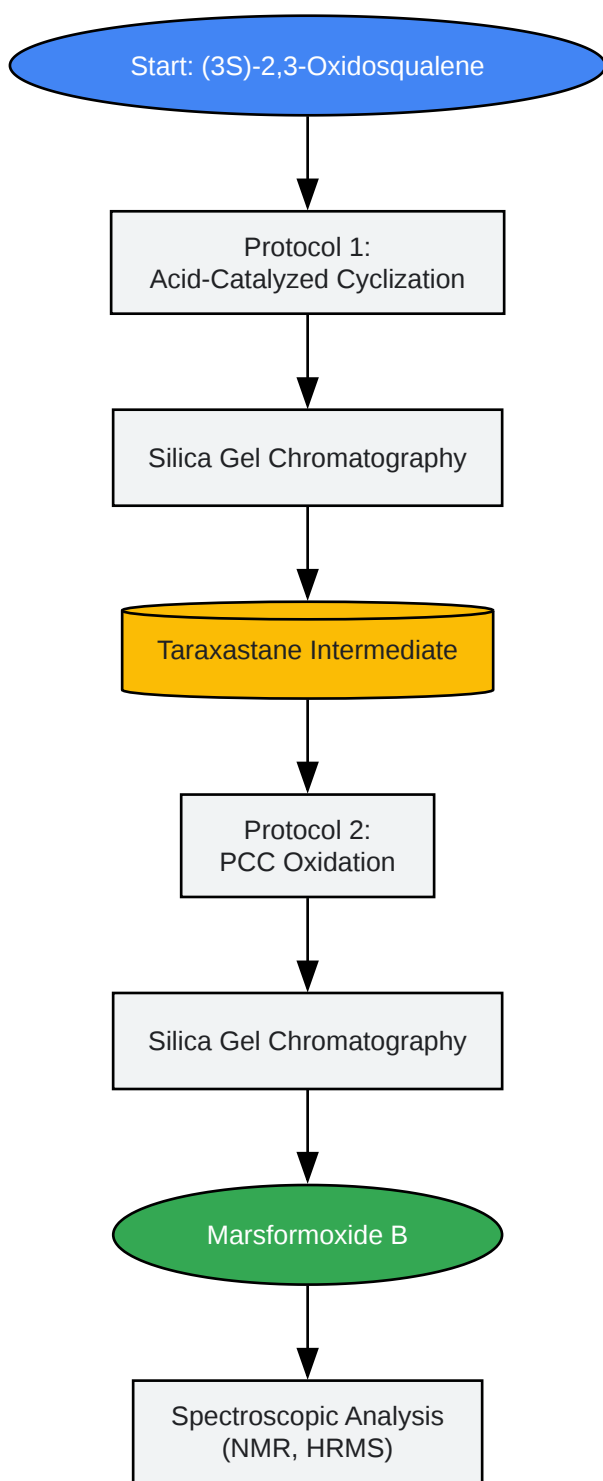 Start: (3S)-2,3-Oxidosqualene
Protocol 1:
Acid-Catalyzed Cyclization
Silica Gel Chromatography
Taraxastane Intermediate
Protocol 2:
PCC Oxidation
Silica Gel Chromatography
Marsformoxide B
Spectroscopic Analysis
(NMR, HRMS)